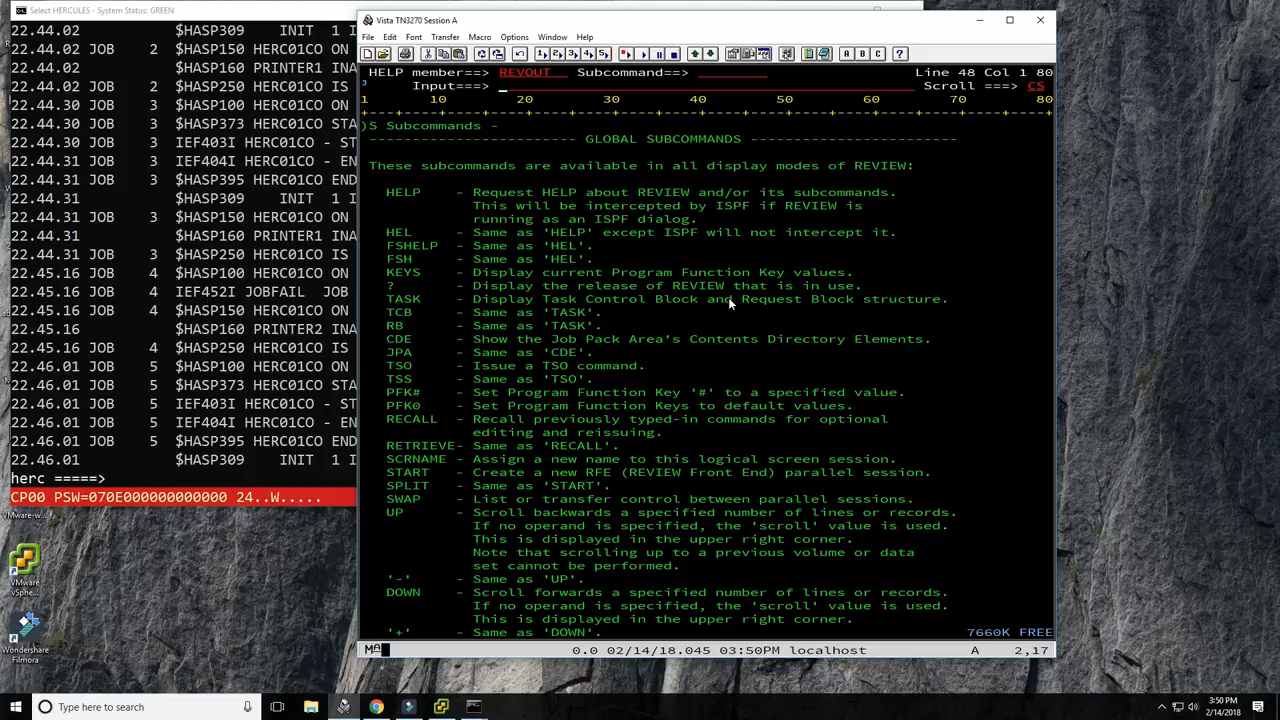 Select HERCULES - System Status: GREEN
22.44.02 $HASP309 INIT 1 I
22.44.02 JOB 2 $HASP150 HERC01CO ON
22.44.02 $HASP160 PRINTER1 INA
22.44.02 JOB 2 $HASP250 HERC01CO IS
22.44.30 JOB 3 $HASP100 HERC01CO ON
22.44.30 JOB 3 $HASP373 HERC01CO STA
22.44.30 JOB 3 IEF403I HERC01CO - ST
22.44.31 JOB 3 IEF404I HERC01CO - EN
22.44.31 JOB 3 $HASP395 HERC01CO END
22.44.31 $HASP309 INIT 1 I
22.44.31 JOB 3 $HASP150 HERC01CO ON
22.44.31 $HASP160 PRINTER1 INA
22.44.31 JOB 3 $HASP250 HERC01CO IS
22.45.16 JOB 4 $HASP100 HERC01CO ON
22.45.16 JOB 4 IEF452I JOBFAIL JOB
22.45.16 JOB 4 $HASP150 HERC01CO ON
22.45.16 $HASP160 PRINTER2 INA
22.45.16 JOB 4 $HASP250 HERC01CO IS
22.46.01 JOB 5 $HASP100 HERC01CO ON
22.46.01 JOB 5 $HASP373 HERC01CO STA
22.46.01 JOB 5 IEF403I HERC01CO - ST
22.46.01 JOB 5 IEF404I HERC01CO - EN
22.46.01 JOB 5 $HASP395 HERC01CO END
22.46.01 $HASP309 INIT 1 I
herc =====>
CP00 PSW=070E000000000000 24..W.....
VMware-w...
VMware vSphe...
Wondershare Filmora
Vista TN3270 Session A
File Edit Font Transfer Macro Options Window Help
A B C ?
HELP member==> REVOUT Subcommand==> Line 48 Col 1 80
Input===> Scroll ===> CS
1 10 20 30 40 50 60 70 80
)S Subcommands -
------------------------ GLOBAL SUBCOMMANDS ------------------------
These subcommands are available in all display modes of REVIEW:
HELP - Request HELP about REVIEW and/or its subcommands.
This will be intercepted by ISPF if REVIEW is
running as an ISPF dialog.
HEL - Same as 'HELP' except ISPF will not intercept it.
FSHELP - Same as 'HEL'.
FSH - Same as 'HEL'.
KEYS - Display current Program Function Key values.
? - Display the release of REVIEW that is in use.
TASK - Display Task Control Block and Request Block structure.
TCB - Same as 'TASK'.
RB - Same as 'TASK'.
CDE - Show the Job Pack Area's Contents Directory Elements.
JPA - Same as 'CDE'.
TSO - Issue a TSO command.
TSS - Same as 'TSO'.
PFK# - Set Program Function Key '#' to a specified value.
PFK0 - Set Program Function Keys to default values.
RECALL - Recall previously typed-in commands for optional
editing and reissuing.
RETRIEVE- Same as 'RECALL'.
SCRNAME - Assign a new name to this logical screen session.
START - Create a new RFE (REVIEW Front End) parallel session.
SPLIT - Same as 'START'.
SWAP - List or transfer control between parallel sessions.
UP - Scroll backwards a specified number of lines or records.
If no operand is specified, the 'scroll' value is used.
This is displayed in the upper right corner.
Note that scrolling up to a previous volume or data
set cannot be performed.
'-' - Same as 'UP'.
DOWN - Scroll forwards a specified number of lines or records.
If no operand is specified, the 'scroll' value is used.
This is displayed in the upper right corner.
'+' - Same as 'DOWN'. 7660K FREE
0.0 02/14/18.045 03:50PM localhost A 2,17
Type here to search
3:50 PM
2/14/2018